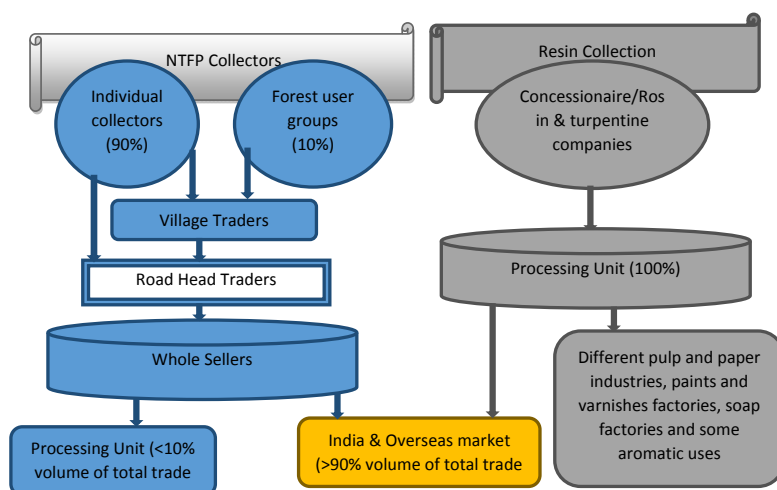 NTFP Collectors
Individual
collectors
(90%)
Forest user
groups
(10%)
Village Traders
Road Head Traders
Whole Sellers
Processing Unit (<10%
volume of total trade
India & Overseas market
(>90% volume of total trade
Resin Collection
Concessionaire/Ros
in & turpentine
companies
Processing Unit (100%)
Different pulp and paper
industries, paints and
varnishes factories, soap
factories and some
aromatic uses